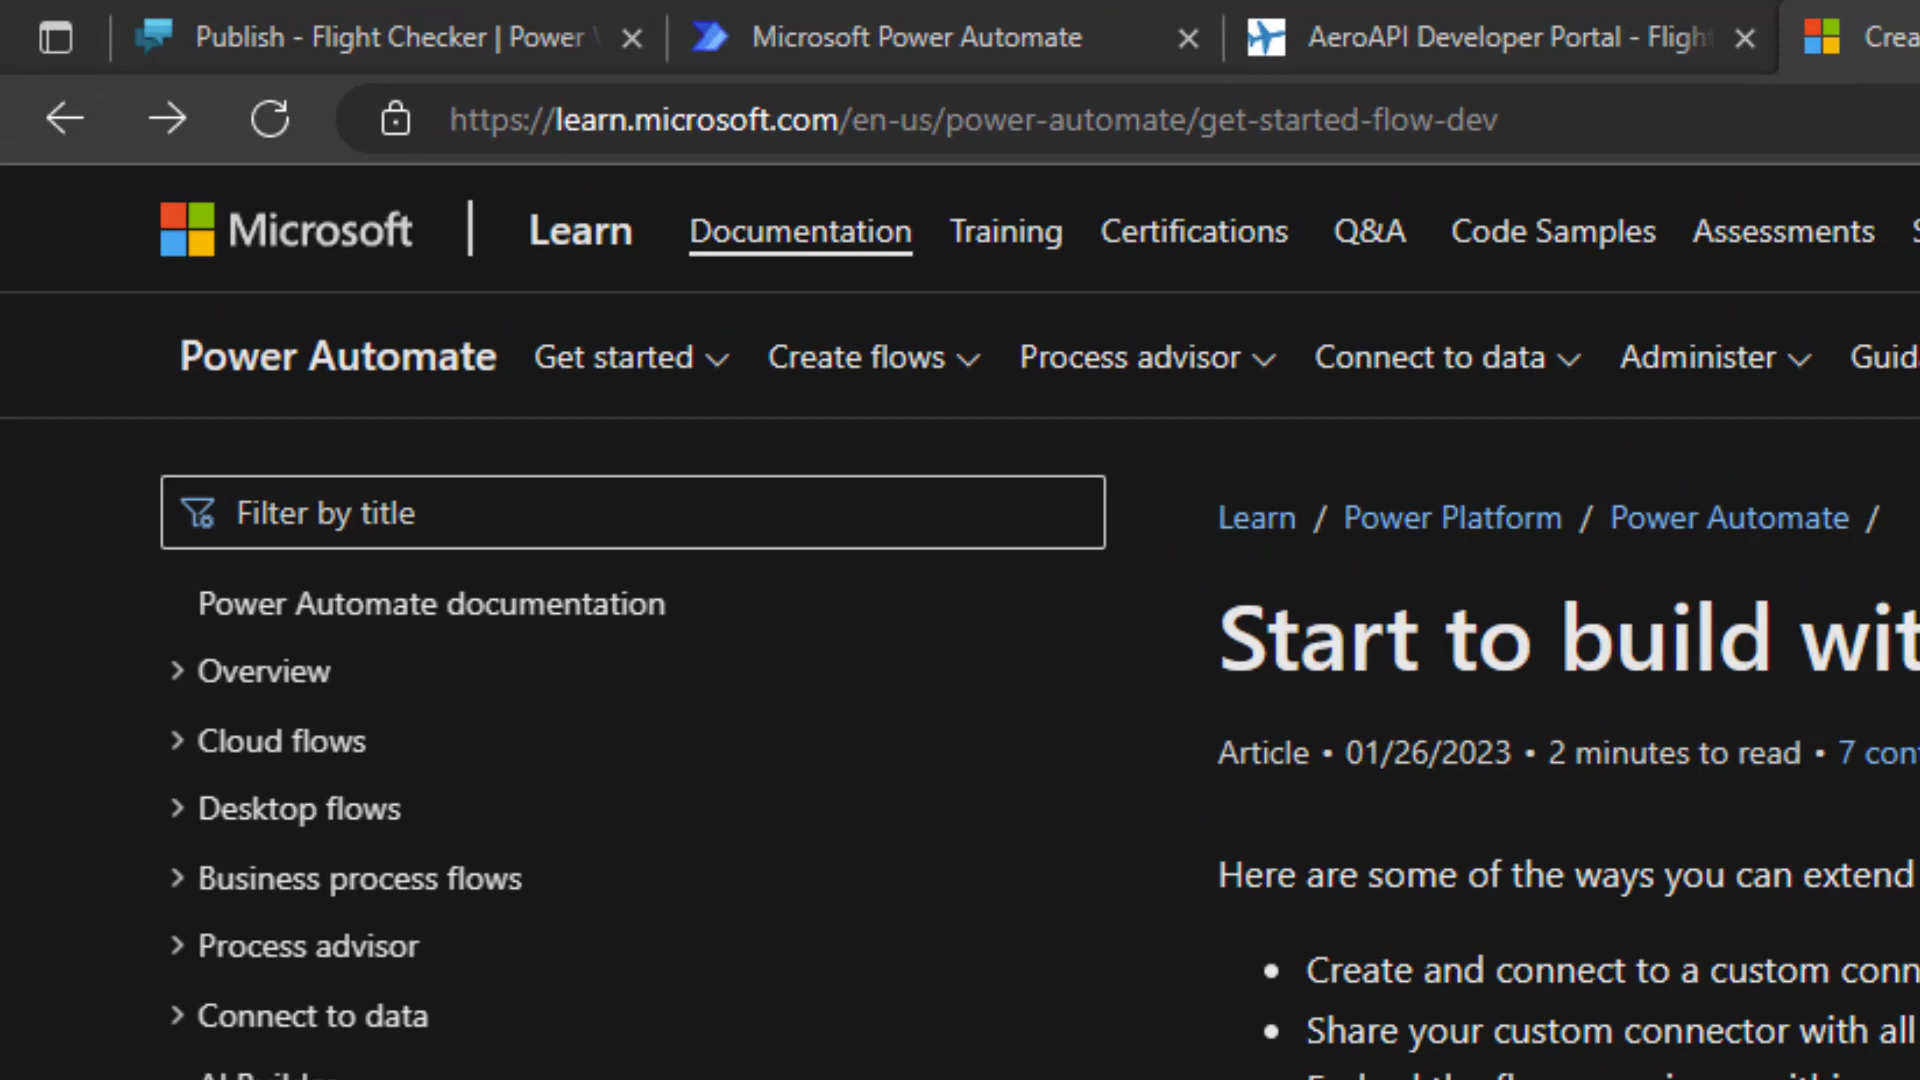 Publish - Flight Checker | Power
Microsoft Power Automate
AeroAPI Developer Portal - Flight
Crea
https://learn.microsoft.com/en-us/power-automate/get-started-flow-dev
Microsoft
Learn
Documentation
Training
Certifications
Q&A
Code Samples
Assessments
Power Automate
Get started
Create flows
Process advisor
Connect to data
Administer
Guid
Filter by title
Power Automate documentation
Overview
Cloud flows
Desktop flows
Business process flows
Process advisor
Connect to data
Learn / Power Platform / Power Automate /
Start to build wit
Article • 01/26/2023 • 2 minutes to read • 7 con
Here are some of the ways you can extend
• Create and connect to a custom conn
• Share your custom connector with all